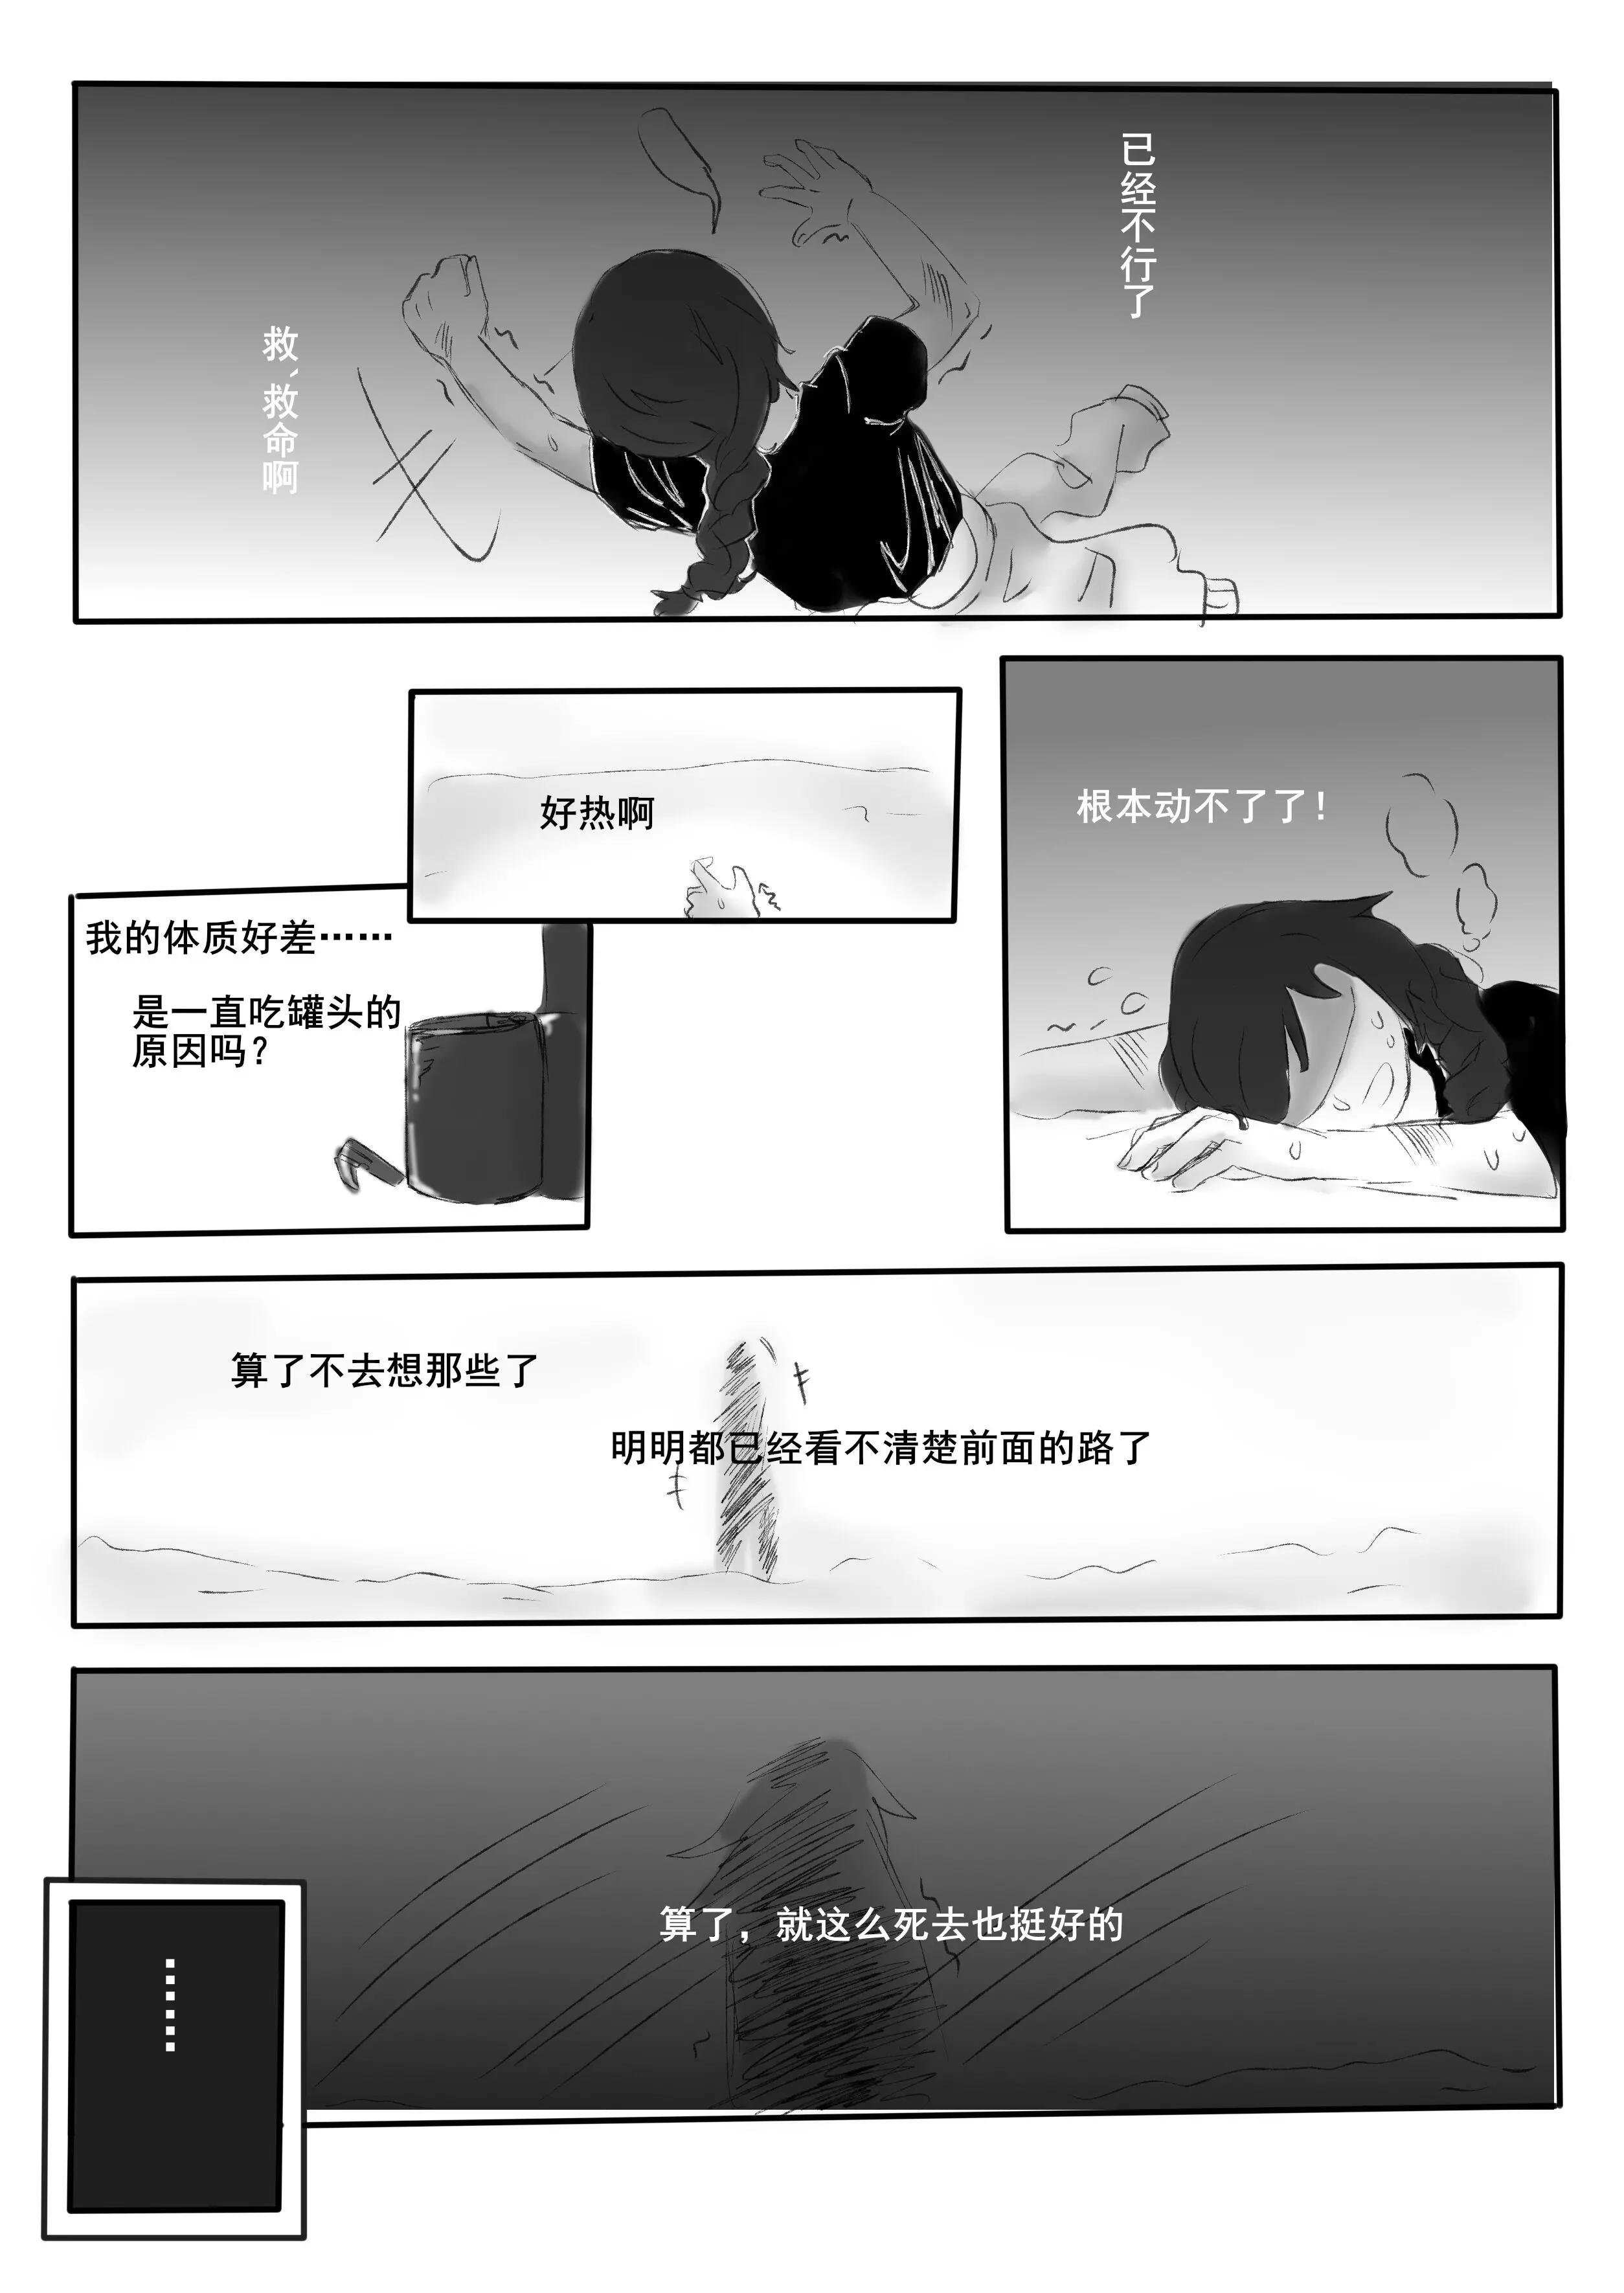 已经不行了
救、救命啊
根本动不了了！
好热啊
我的体质好差……
是一直吃罐头的
原因吗？
算了不去想那些了
明明都已经看不清楚前面的路了
算了，就这么死去也挺好的
……